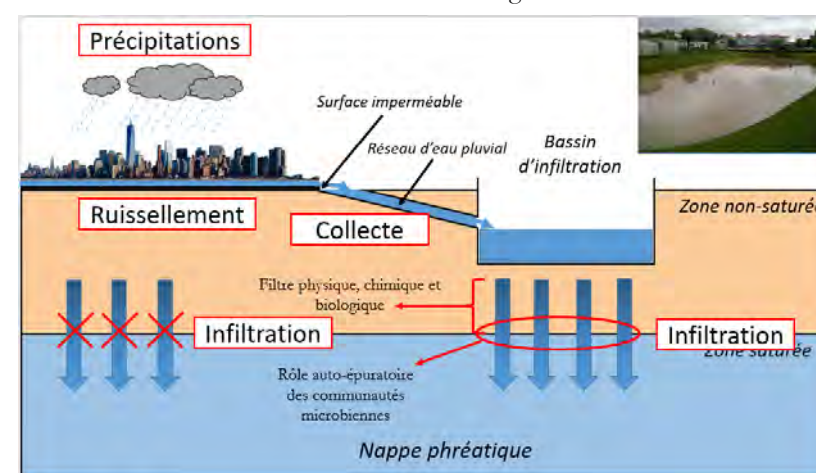 Précipitations
Surface imperméable
Réseau d'eau pluvial
Bassin
d'infiltration
Ruissellement
Collecte
Zone non-saturée
Filtre physique, chimique et
biologique
Infiltration
Infiltration
Zone saturée
Rôle auto-épuratoire
des communautés
microbiennes
Nappe phréatique